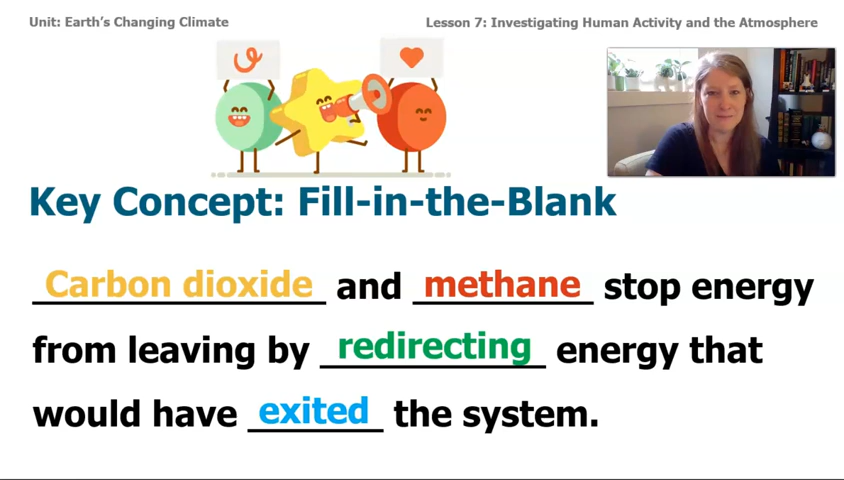 Unit: Earth's Changing Climate
Lesson 7: Investigating Human Activity and the Atmosphere
Key Concept: Fill-in-the-Blank
Carbon dioxide and methane stop energy
from leaving by redirecting energy that
would have exited the system.